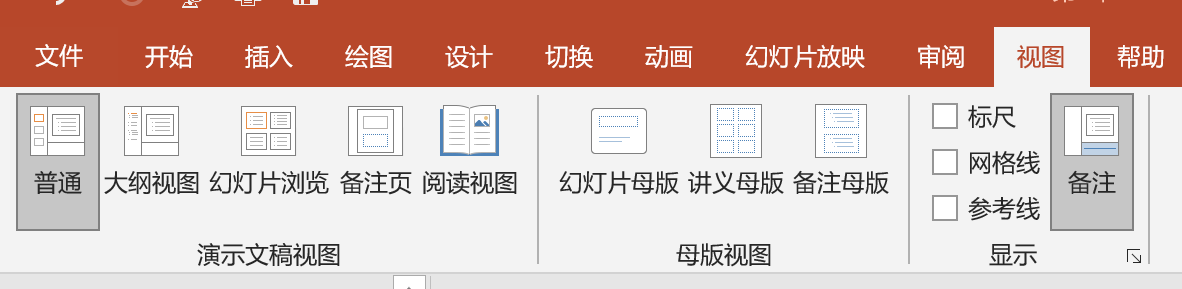 文件 开始 插入 绘图 设计 切换 动画 幻灯片放映 审阅 视图 帮助
普通 大纲视图 幻灯片浏览 备注页 阅读视图
演示文稿视图
幻灯片母版 讲义母版 备注母版
母版视图
标尺
网格线
参考线
备注
显示